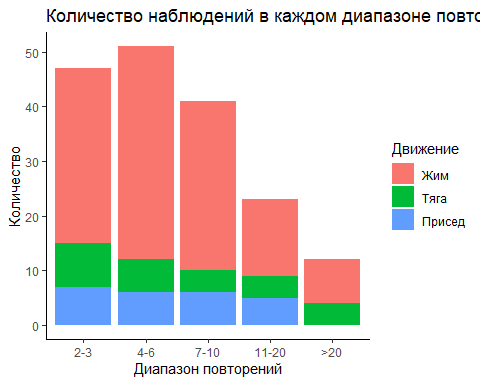 Количество наблюдений в каждом диапазоне повто
Количество
50
40
30
20
10
0
2-3 4-6 7-10 11-20 >20
Диапазон повторений
Движение
Жим
Тяга
Присед